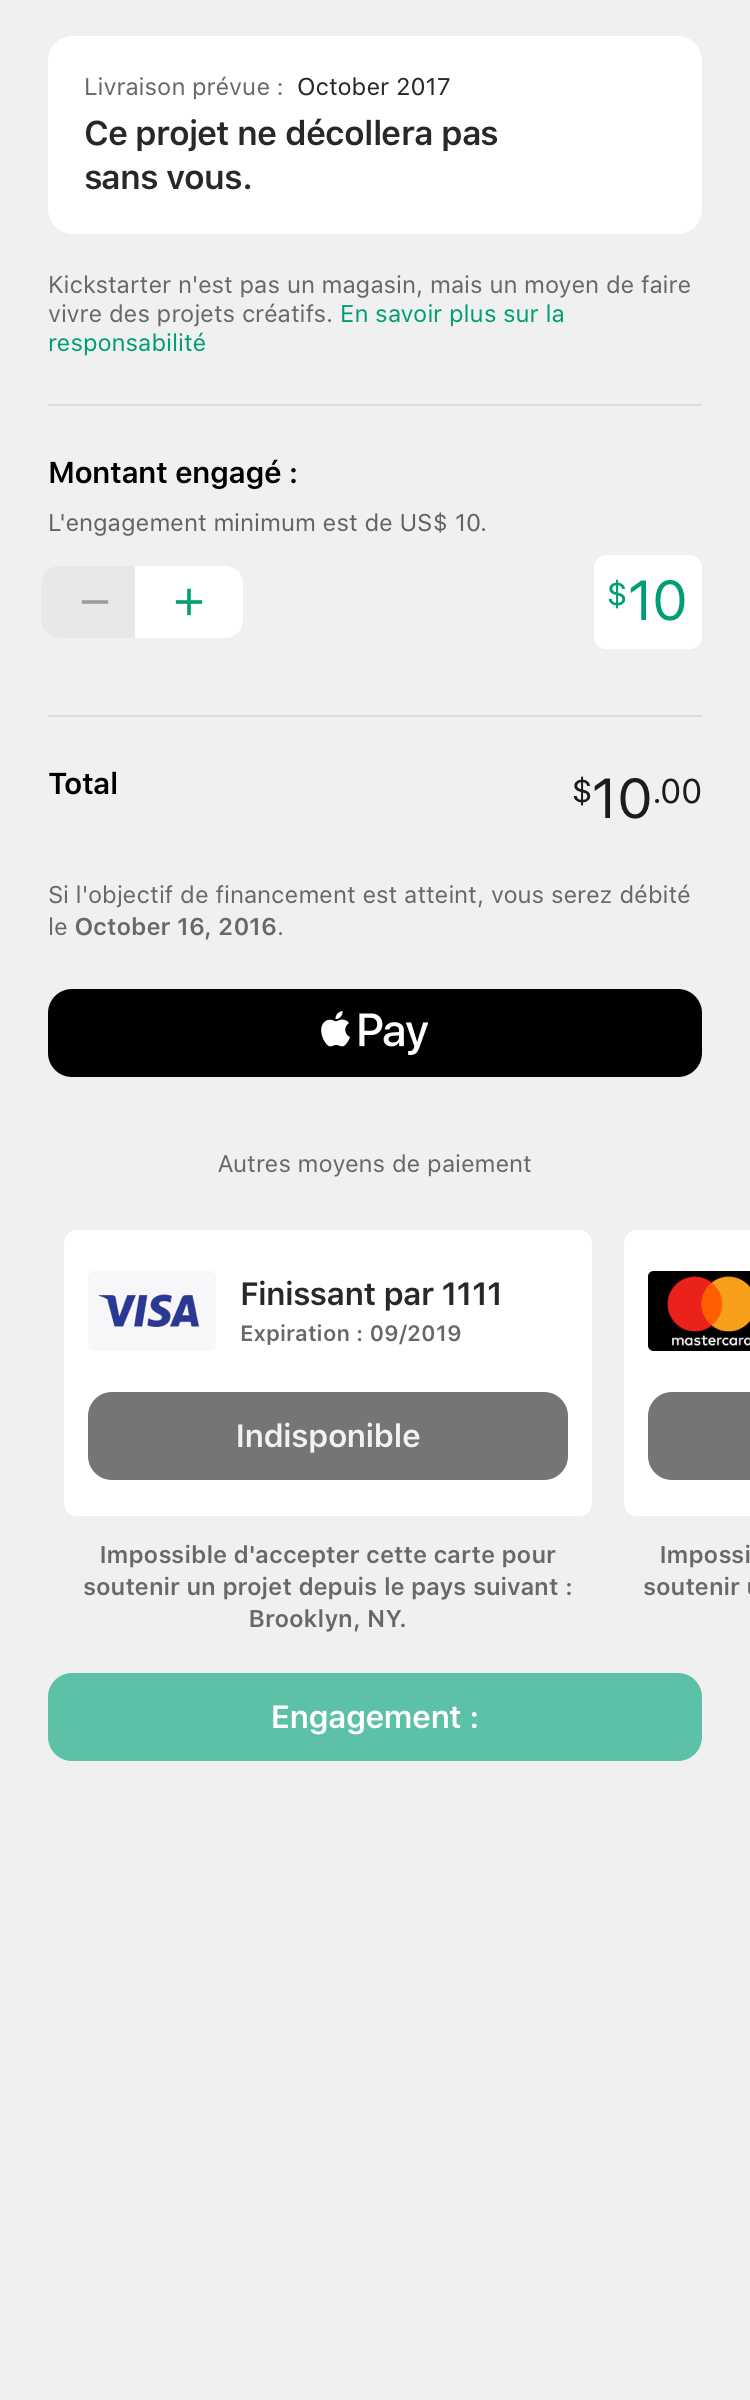 Livraison prévue : October 2017
Ce projet ne décollera pas
sans vous.
Kickstarter n'est pas un magasin, mais un moyen de faire
vivre des projets créatifs. En savoir plus sur la
responsabilité
Montant engagé :
L'engagement minimum est de US$ 10.
− +
$10
Total
$10.00
Si l'objectif de financement est atteint, vous serez débité
le October 16, 2016.
Pay
Autres moyens de paiement
VISA
Finissant par 1111
Expiration : 09/2019
mastercard
Indisponible
Impossible d'accepter cette carte pour
soutenir un projet depuis le pays suivant :
Brooklyn, NY.
Impossi
soutenir
Engagement :